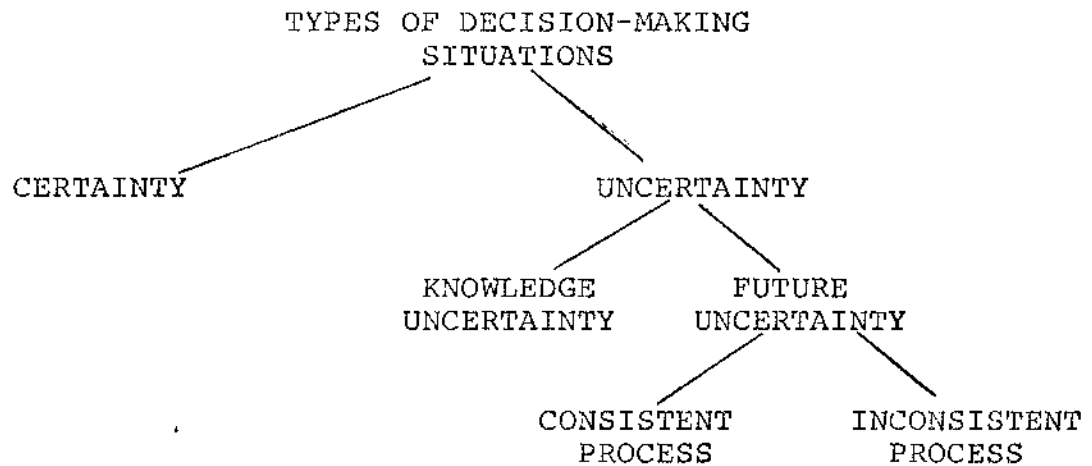 TYPES OF DECISION-MAKING
SITUATIONS
CERTAINTY
UNCERTAINTY
KNOWLEDGE
UNCERTAINTY
FUTURE
UNCERTAINTY
CONSISTENT
PROCESS
INCONSISTENT
PROCESS